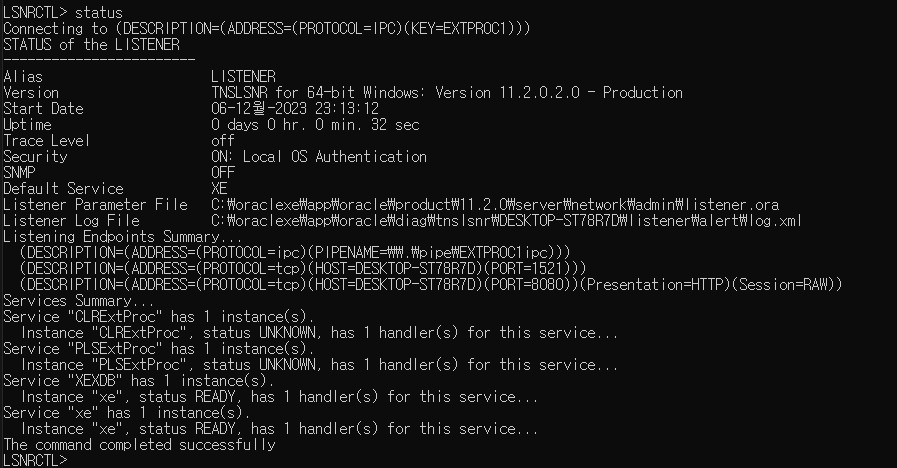 LSNRCTL> status
Connecting to (DESCRIPTION=(ADDRESS=(PROTOCOL=IPC)(KEY=EXTPROC1)))
STATUS of the LISTENER
------------------------
Alias                     LISTENER
Version                   TNSLSNR for 64-bit Windows: Version 11.2.0.2.0 - Production
Start Date                06-12월-2023 23:13:12
Uptime                    0 days 0 hr. 0 min. 32 sec
Trace Level               off
Security                  ON: Local OS Authentication
SNMP                      OFF
Default Service           XE
Listener Parameter File   C:₩oraclexe₩app₩oracle₩product₩11.2.0₩server₩network₩admin₩listener.ora
Listener Log File         C:₩oraclexe₩app₩oracle₩diag₩tnslsnr₩DESKTOP-ST78R7D₩listener₩alert₩log.xml
Listening Endpoints Summary...
  (DESCRIPTION=(ADDRESS=(PROTOCOL=ipc)(PIPENAME=₩₩.₩pipe₩EXTPROC1ipc)))
  (DESCRIPTION=(ADDRESS=(PROTOCOL=tcp)(HOST=DESKTOP-ST78R7D)(PORT=1521)))
  (DESCRIPTION=(ADDRESS=(PROTOCOL=tcp)(HOST=DESKTOP-ST78R7D)(PORT=8080))(Presentation=HTTP)(Session=RAW))
Services Summary...
Service "CLRExtProc" has 1 instance(s).
  Instance "CLRExtProc", status UNKNOWN, has 1 handler(s) for this service...
Service "PLSExtProc" has 1 instance(s).
  Instance "PLSExtProc", status UNKNOWN, has 1 handler(s) for this service...
Service "XEXDB" has 1 instance(s).
  Instance "xe", status READY, has 1 handler(s) for this service...
Service "xe" has 1 instance(s).
  Instance "xe", status READY, has 1 handler(s) for this service...
The command completed successfully
LSNRCTL>